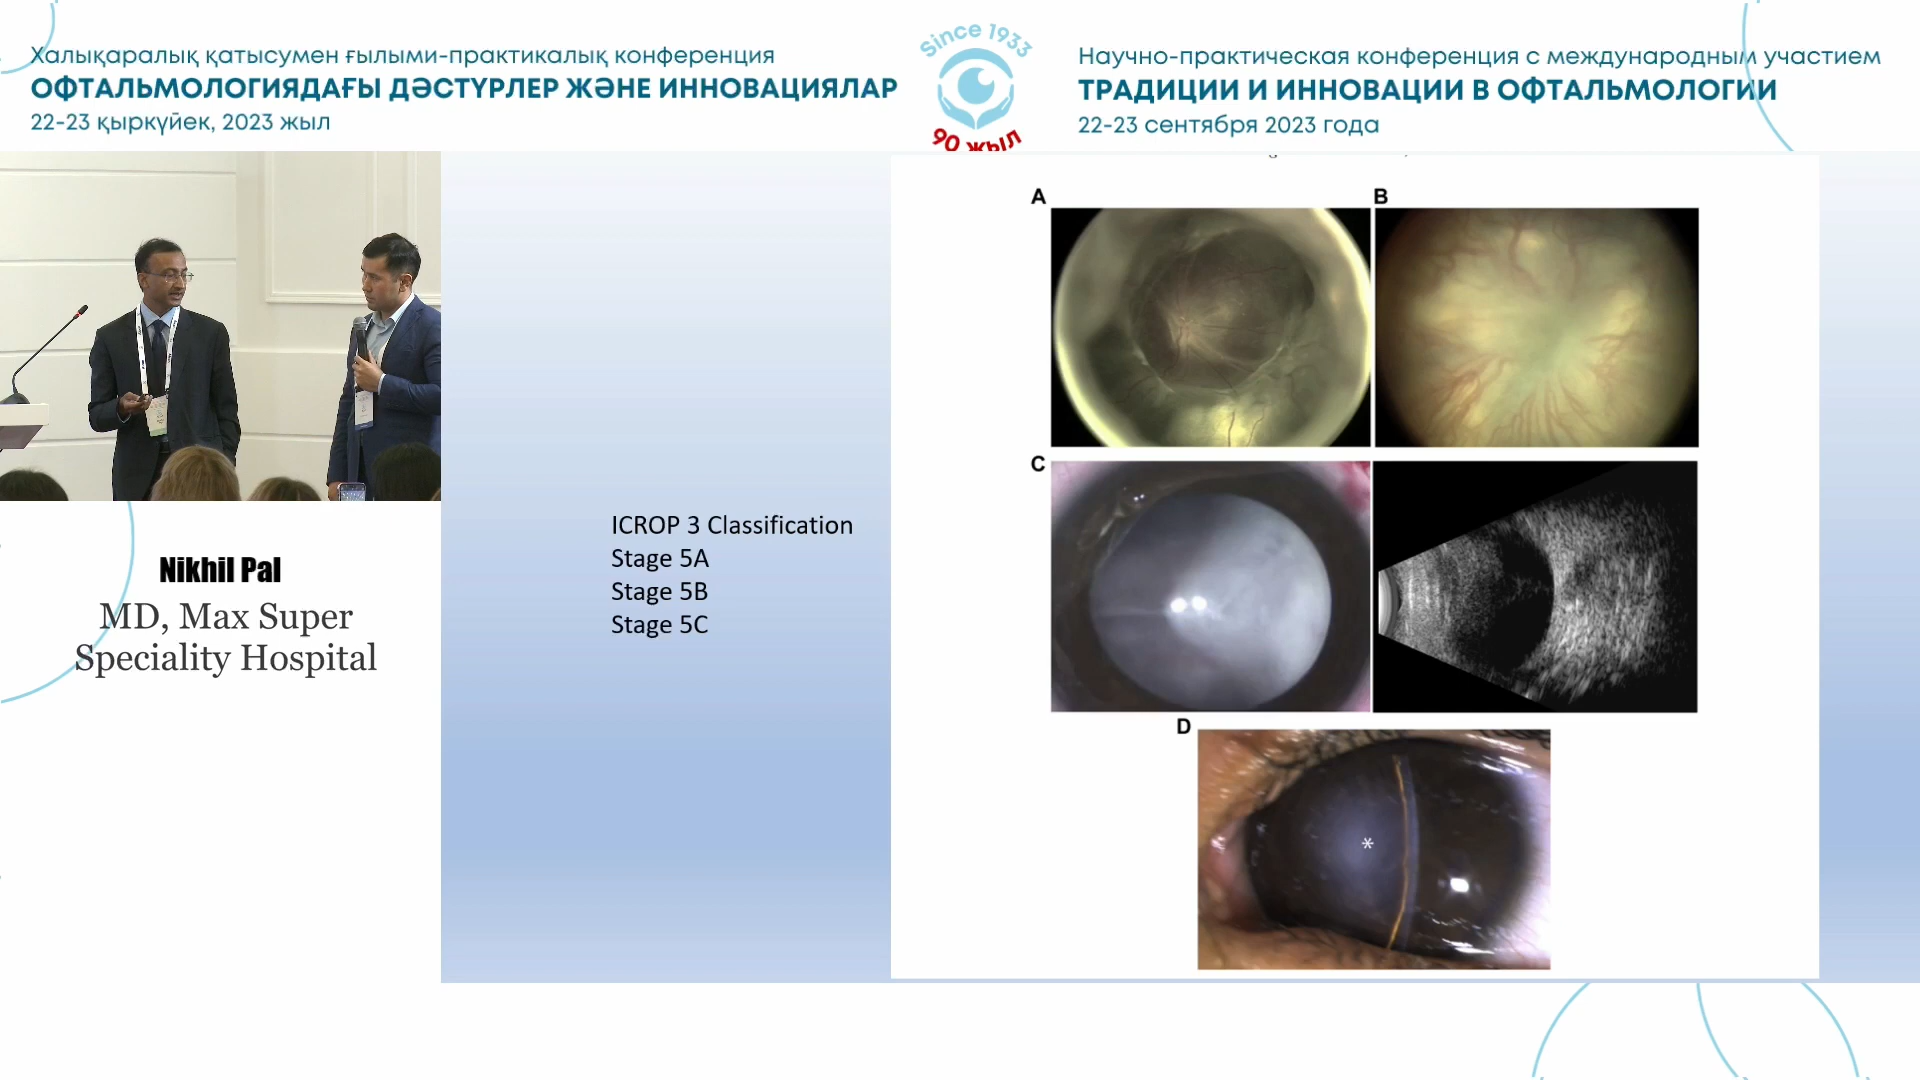 Халықаралық қатысумен ғылыми-практикалық конференция
ОФТАЛЬМОЛОГИЯДАҒЫ ДӘСТҮРЛЕР ЖӘНЕ ИННОВАЦИЯЛАР
22-23 қыркүйек, 2023 жыл
Since 1933
90 жыл
Научно-практическая конференция с международным участием
ТРАДИЦИИ И ИННОВАЦИИ В ОФТАЛЬМОЛОГИИ
22-23 сентября 2023 года
Nikhil Pal
MD, Max Super
Speciality Hospital
ICROP 3 Classification
Stage 5A
Stage 5B
Stage 5C
A
B
C
D
*